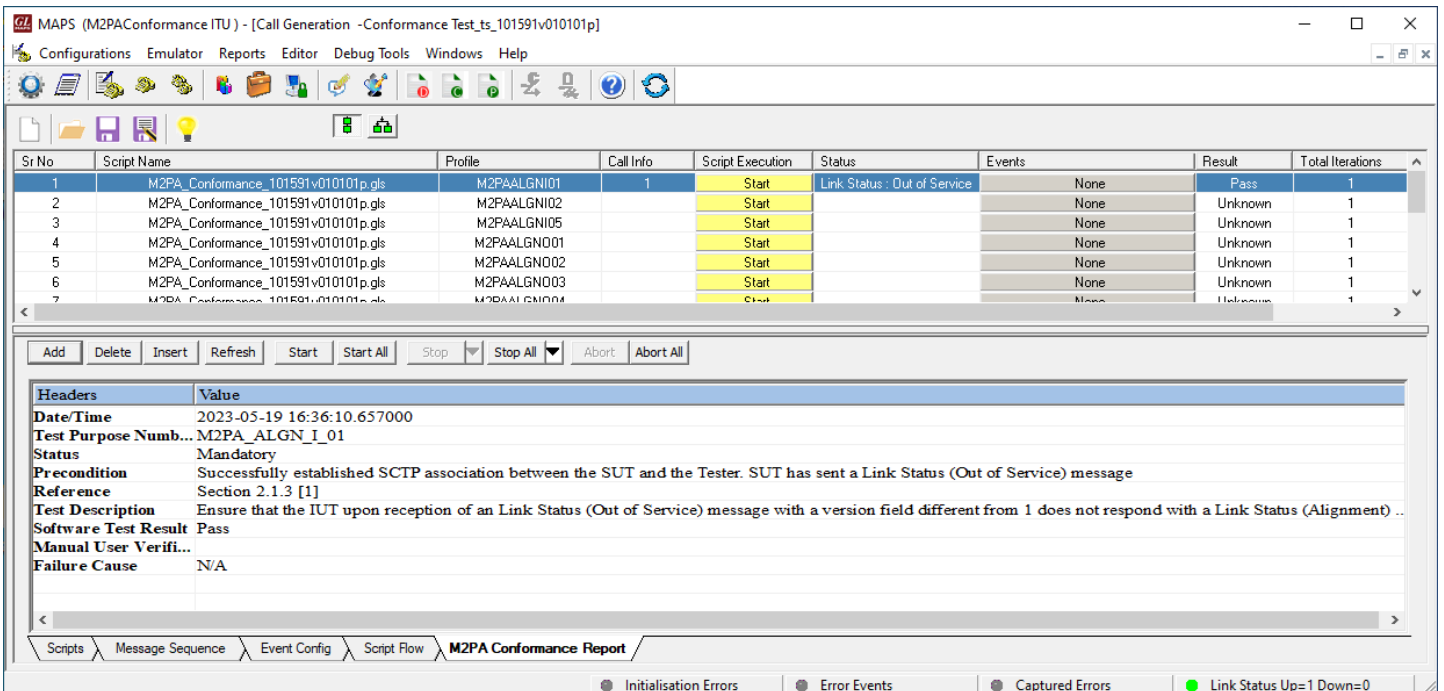 GL MAPS
MAPS (M2PAConformance ITU ) - [Call Generation -Conformance Test_ts_101591v010101p]
Configurations Emulator Reports Editor Debug Tools Windows Help
Sr No Script Name Profile Call Info Script Execution Status Events Result Total Iterations
1 M2PA_Conformance_101591v010101p.gls M2PAALGNI01 1 Start Link Status : Out of Service None Pass 1
2 M2PA_Conformance_101591v010101p.gls M2PAALGNI02 Start None Unknown 1
3 M2PA_Conformance_101591v010101p.gls M2PAALGNI05 Start None Unknown 1
4 M2PA_Conformance_101591v010101p.gls M2PAALGNO01 Start None Unknown 1
5 M2PA_Conformance_101591v010101p.gls M2PAALGNO02 Start None Unknown 1
6 M2PA_Conformance_101591v010101p.gls M2PAALGNO03 Start None Unknown 1
7 M2PA_Conformance_101591v010101p.gls M2PAALGNO04 Start None Unknown 1
Add Delete Insert Refresh Start Start All Stop Stop All Abort Abort All
Headers Value
Date/Time 2023-05-19 16:36:10.657000
Test Purpose Numb... M2PA_ALGN_I_01
Status Mandatory
Precondition Successfully established SCTP association between the SUT and the Tester. SUT has sent a Link Status (Out of Service) message
Reference Section 2.1.3 [1]
Test Description Ensure that the IUT upon reception of an Link Status (Out of Service) message with a version field different from 1 does not respond with a Link Status (Alignment) ..
Software Test Result Pass
Manual User Verifi...
Failure Cause N/A
Scripts Message Sequence Event Config Script Flow M2PA Conformance Report
Initialisation Errors Error Events Captured Errors Link Status Up=1 Down=0